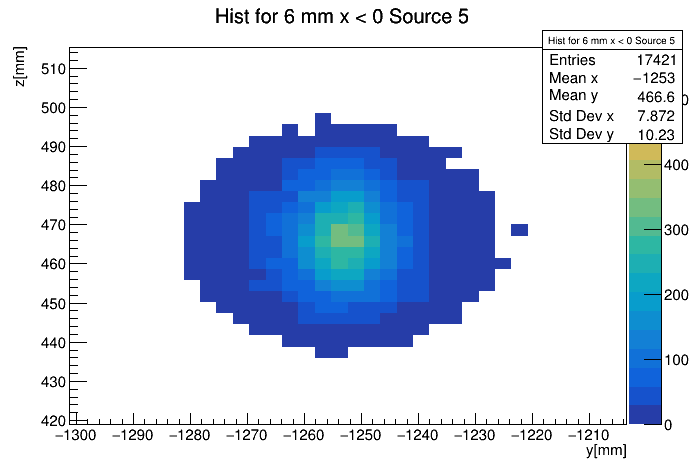 Hist for 6 mm x < 0 Source 5
Hist for 6 mm x < 0 Source 5
Entries 17421
Mean x −1253
Mean y 466.6
Std Dev x 7.872
Std Dev y 10.23
z[mm]
510
500
490
480
470
460
450
440
430
420
−1300 −1290 −1280 −1270 −1260 −1250 −1240 −1230 −1220 −1210
y[mm]
400
300
200
100
0